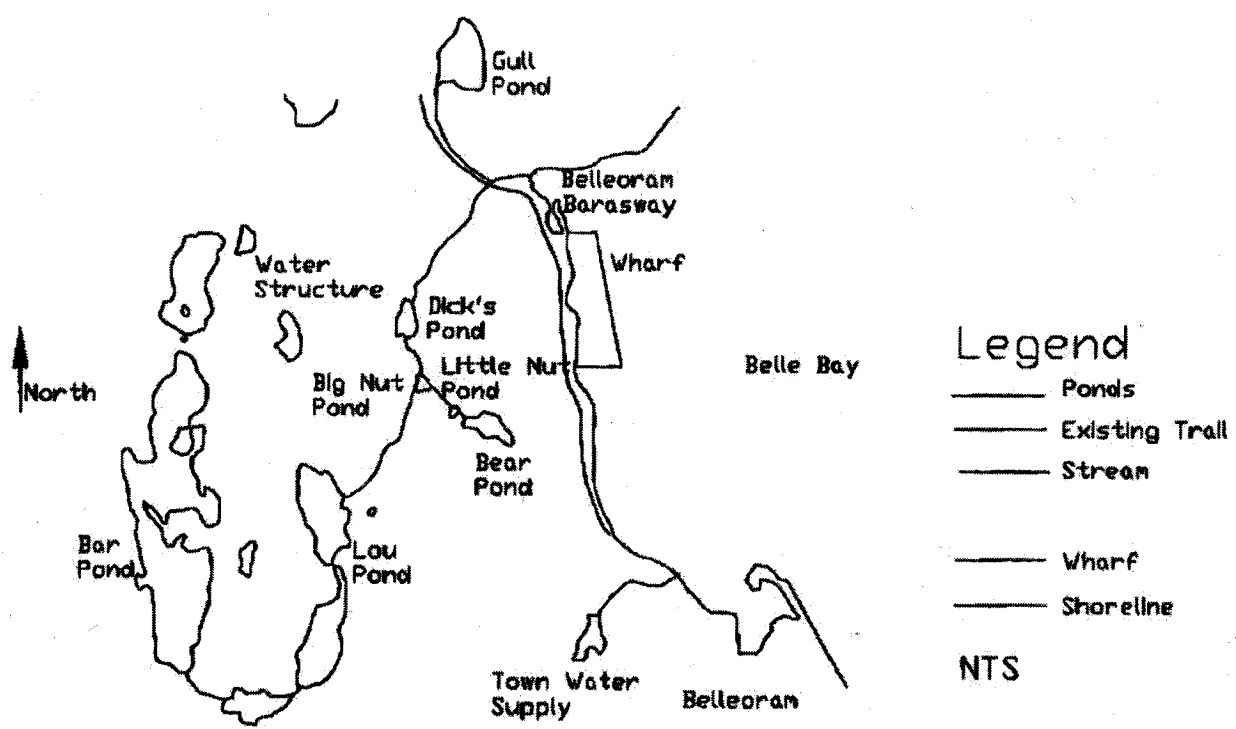 Gull
Pond
Belleoram
Barasway
Wharf
Water
Structure
Dick's
Pond
Little Nut
Pond
Big Nut
Pond
Belle Bay
North
Bear
Pond
Bar
Pond
Lou
Pond
Town Water
Supply
Belleoram
Legend
Ponds
Existing Trail
Stream
Wharf
Shoreline
NTS